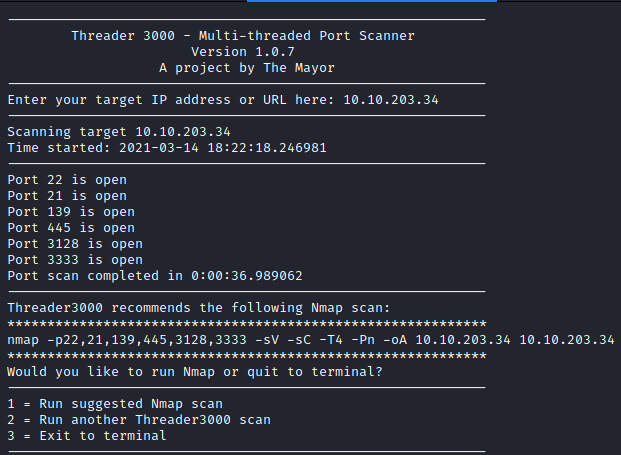 Threader 3000 - Multi-threaded Port Scanner
Version 1.0.7
A project by The Mayor
Enter your target IP address or URL here: 10.10.203.34
Scanning target 10.10.203.34
Time started: 2021-03-14 18:22:18.246981
Port 22 is open
Port 21 is open
Port 139 is open
Port 445 is open
Port 3128 is open
Port 3333 is open
Port scan completed in 0:00:36.989062
Threader3000 recommends the following Nmap scan:
************************************************************
nmap -p22,21,139,445,3128,3333 -sV -sC -T4 -Pn -oA 10.10.203.34 10.10.203.34
************************************************************
Would you like to run Nmap or quit to terminal?
1 = Run suggested Nmap scan
2 = Run another Threader3000 scan
3 = Exit to terminal